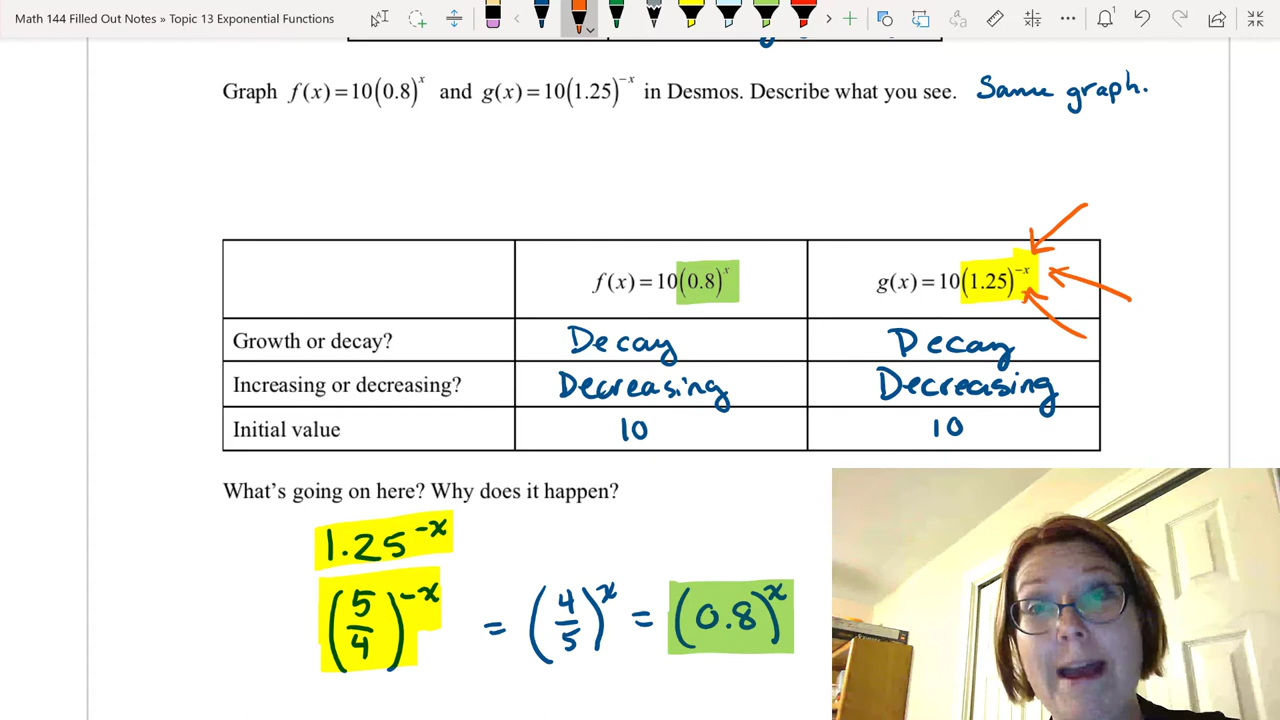 Math 144 Filled Out Notes » Topic 13 Exponential Functions
Graph f(x)=10(0.8)^x and g(x)=10(1.25)^-x in Desmos. Describe what you see. Same graph.
f(x)=10(0.8)^x g(x)=10(1.25)^-x
Growth or decay? Decay Decay
Increasing or decreasing? Decreasing Decreasing
Initial value 10 10
What's going on here? Why does it happen?
1.25^-x
(5/4)^-x = (4/5)^x = (0.8)^x